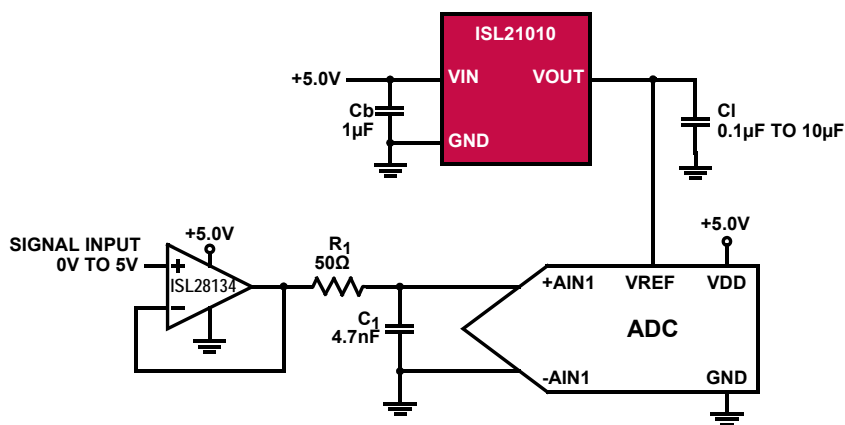 ISL21010
+5.0V
VIN
VOUT
Cb
1µF
GND
Cl
0.1µF TO 10µF
SIGNAL INPUT
0V TO 5V
+5.0V
+
ISL28134
–
R1
50Ω
C1
4.7nF
+5.0V
+AIN1
VREF
VDD
ADC
-AIN1
GND